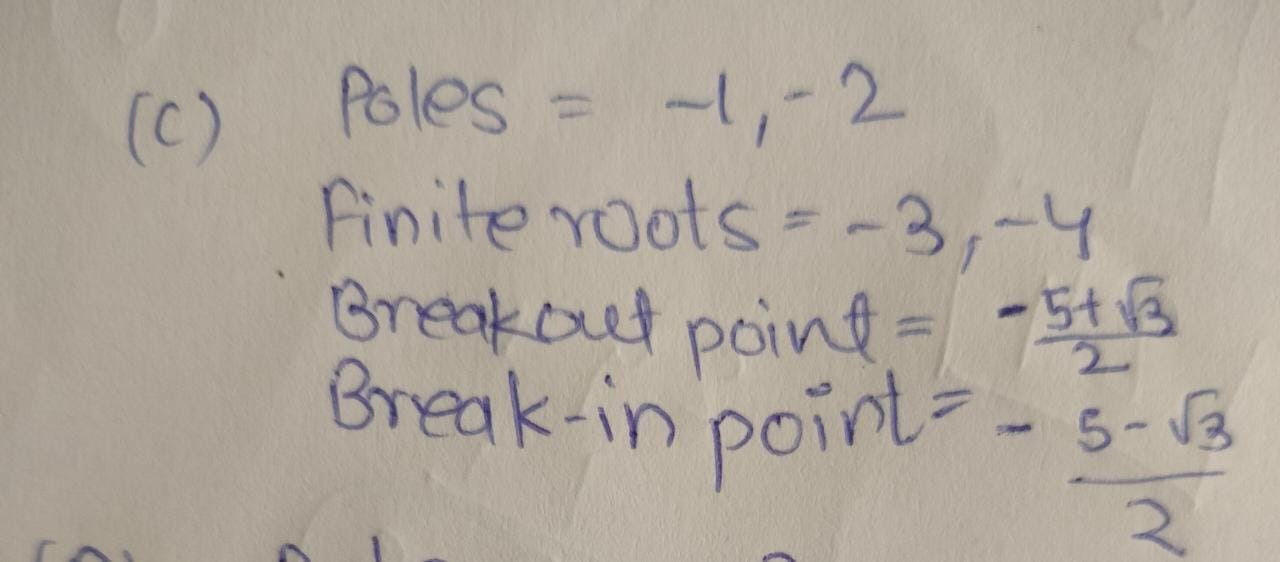 (C) Poles = -1, -2
Finite roots = -3, -4
Breakout point = -5+√3/2
Break-in point = -5-√3/2